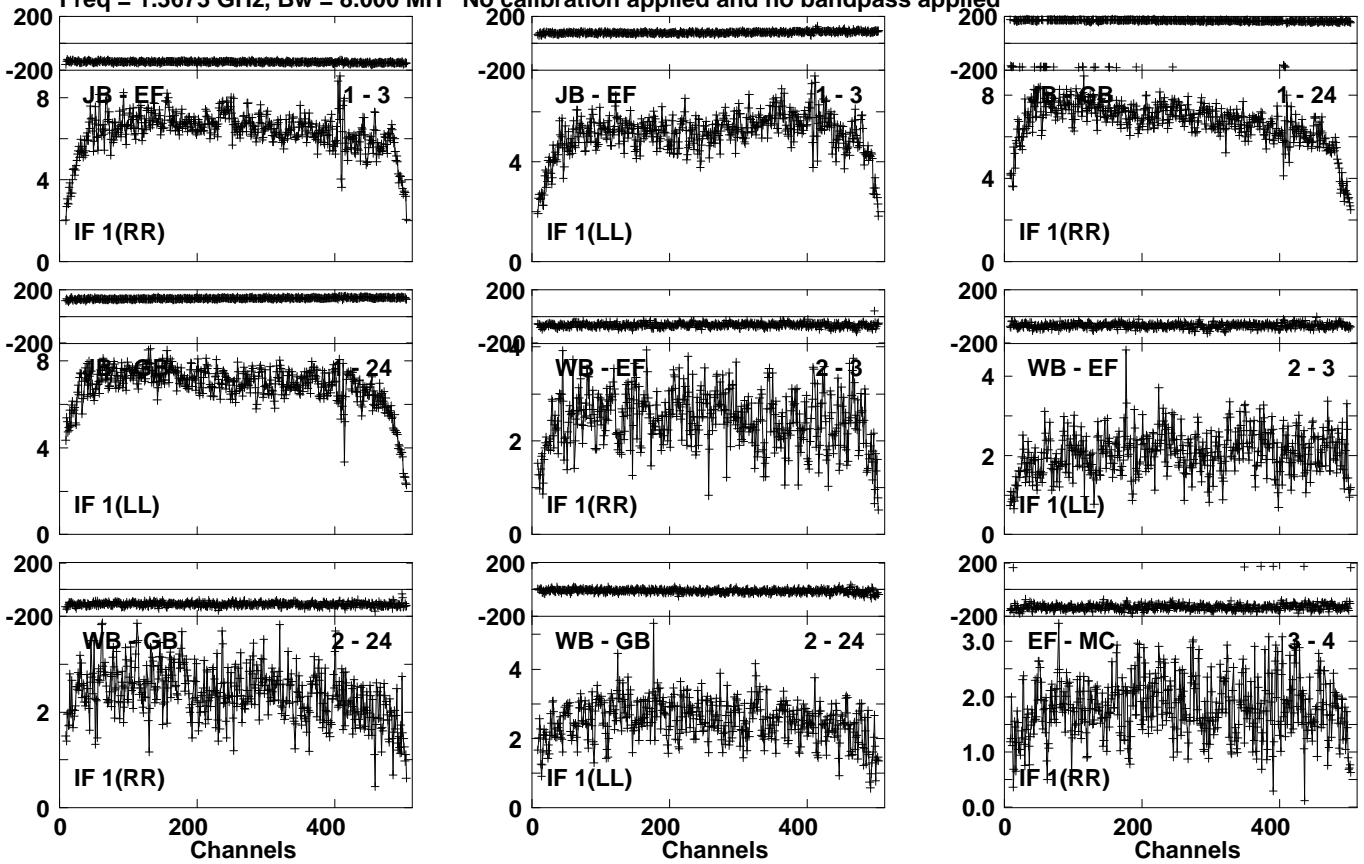 Freq = 1.3673 GHz, Bw = 8.000 MH No calibration applied and no bandpass applied
200
-200
JB - EF
1 - 3
8
4
0
IF 1(RR)
200
-200
JB - EF
1 - 3
4
0
IF 1(LL)
200
-200
JB - GB
1 - 24
8
4
0
IF 1(RR)
200
-200
JB - GB
1 - 24
8
4
0
IF 1(LL)
200
-200
WB - EF
2 - 3
4
2
0
IF 1(RR)
200
-200
WB - EF
2 - 3
4
2
0
IF 1(LL)
200
-200
WB - GB
2 - 24
2
0
IF 1(RR)
0 200 400
Channels
200
-200
WB - GB
2 - 24
4
2
0
IF 1(LL)
0 200 400
Channels
200
-200
EF - MC
3 - 4
3.0
2.0
1.0
0.0
IF 1(RR)
0 200 400
Channels